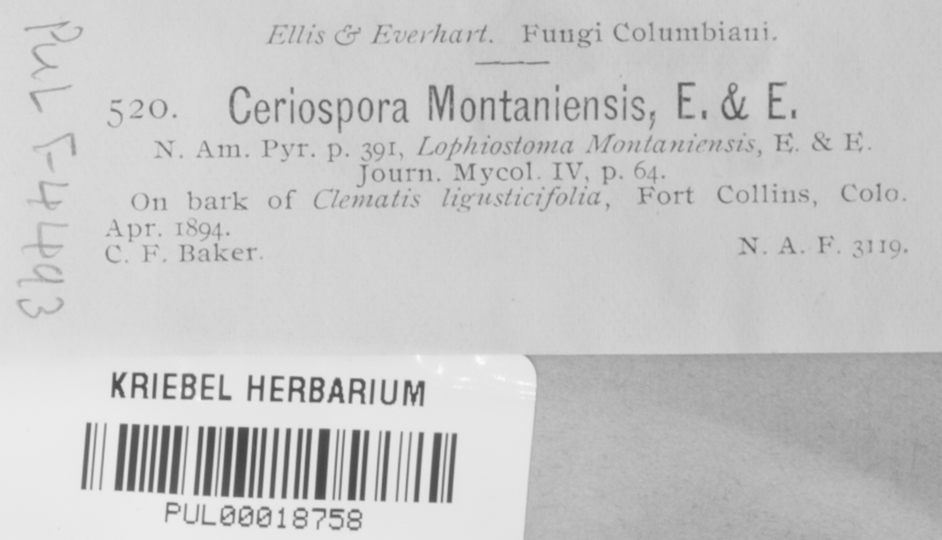 Ellis & Everhart. Fungi Columbiani.
520. Ceriospora Montaniensis, E. & E.
N. Am. Pyr. p. 391, Lophiostoma Montaniensis, E. & E.
Journ. Mycol. IV, p. 64.
On bark of Clematis ligusticifolia, Fort Collins, Colo.
Apr. 1894.
C. F. Baker. N. A. F. 3119.
PUL F-4493
KRIEBEL HERBARIUM
PUL00018758